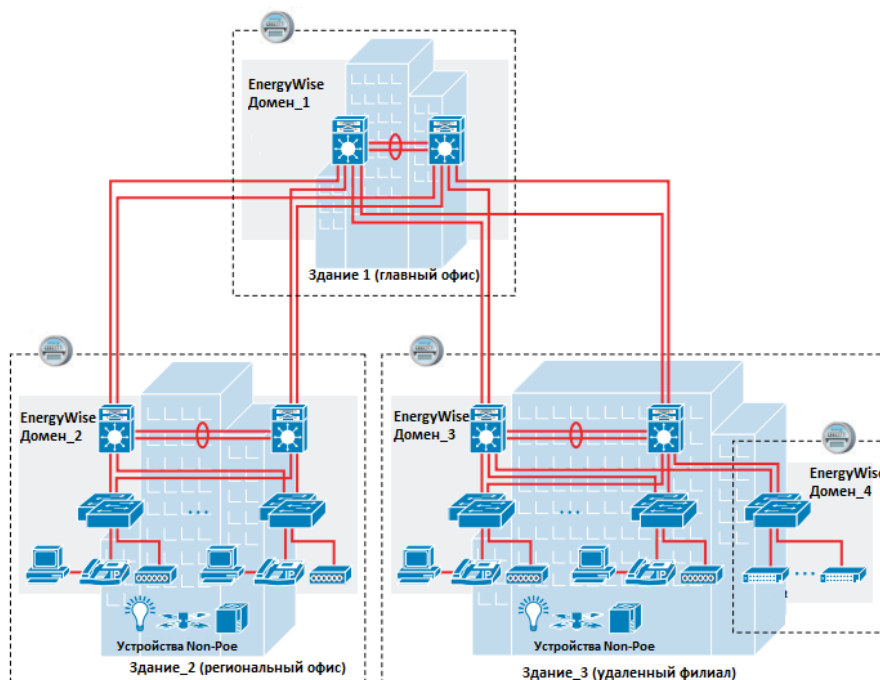 EnergyWise
Домен_1
Здание 1 (главный офис)
EnergyWise
Домен_2
Устройства Non-Poe
Здание_2 (региональный офис)
EnergyWise
Домен_3
Устройства Non-Poe
Здание_3 (удаленный филиал)
EnergyWise
Домен_4